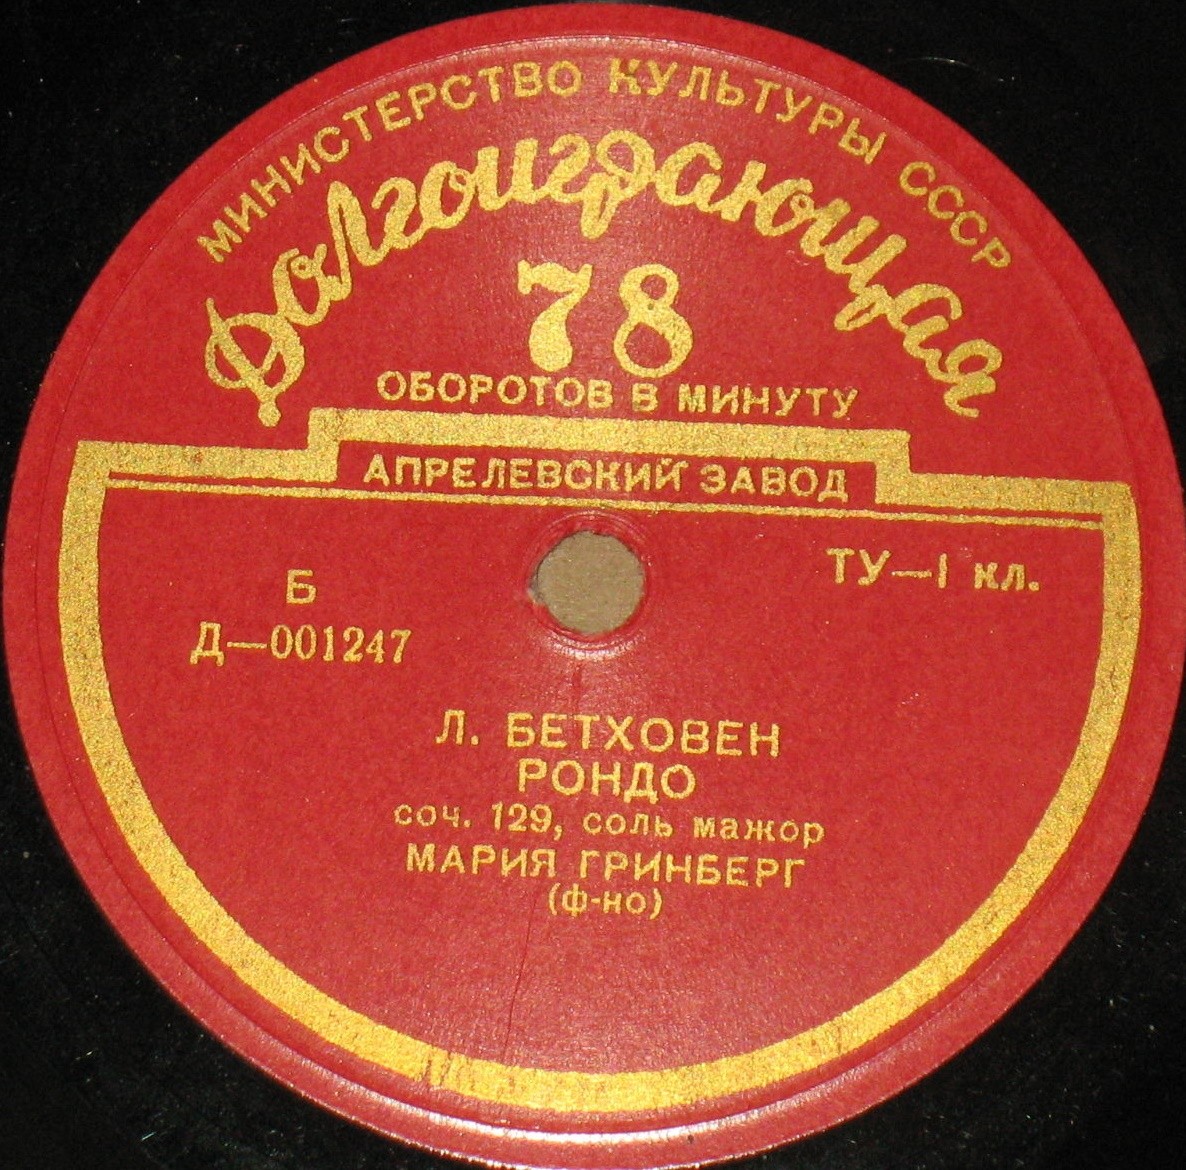 МИНИСТЕРСТВО КУЛЬТУРЫ СССР
Долгоиграющая
78
ОБОРОТОВ В МИНУТУ
АПРЕЛЕВСКИЙ ЗАВОД
ТУ—I кл.
Б
Д—001247
Л. БЕТХОВЕН
РОНДО
соч. 129, соль мажор
МАРИЯ ГРИНБЕРГ
(ф-но)